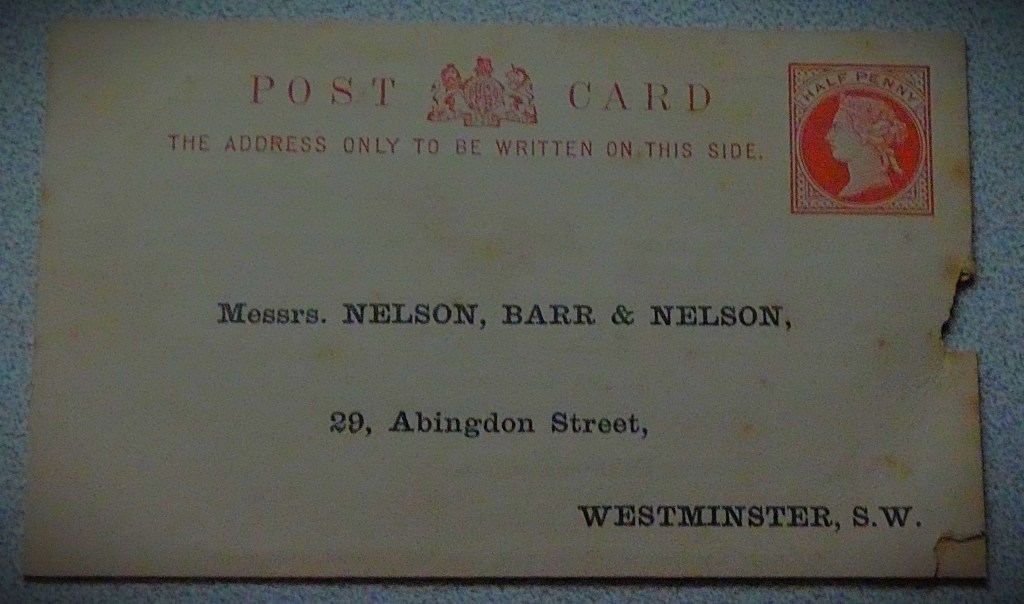 POST CARD
THE ADDRESS ONLY TO BE WRITTEN ON THIS SIDE.
HALF PENNY
Messrs. NELSON, BARR & NELSON,
29, Abingdon Street,
WESTMINSTER, S.W.